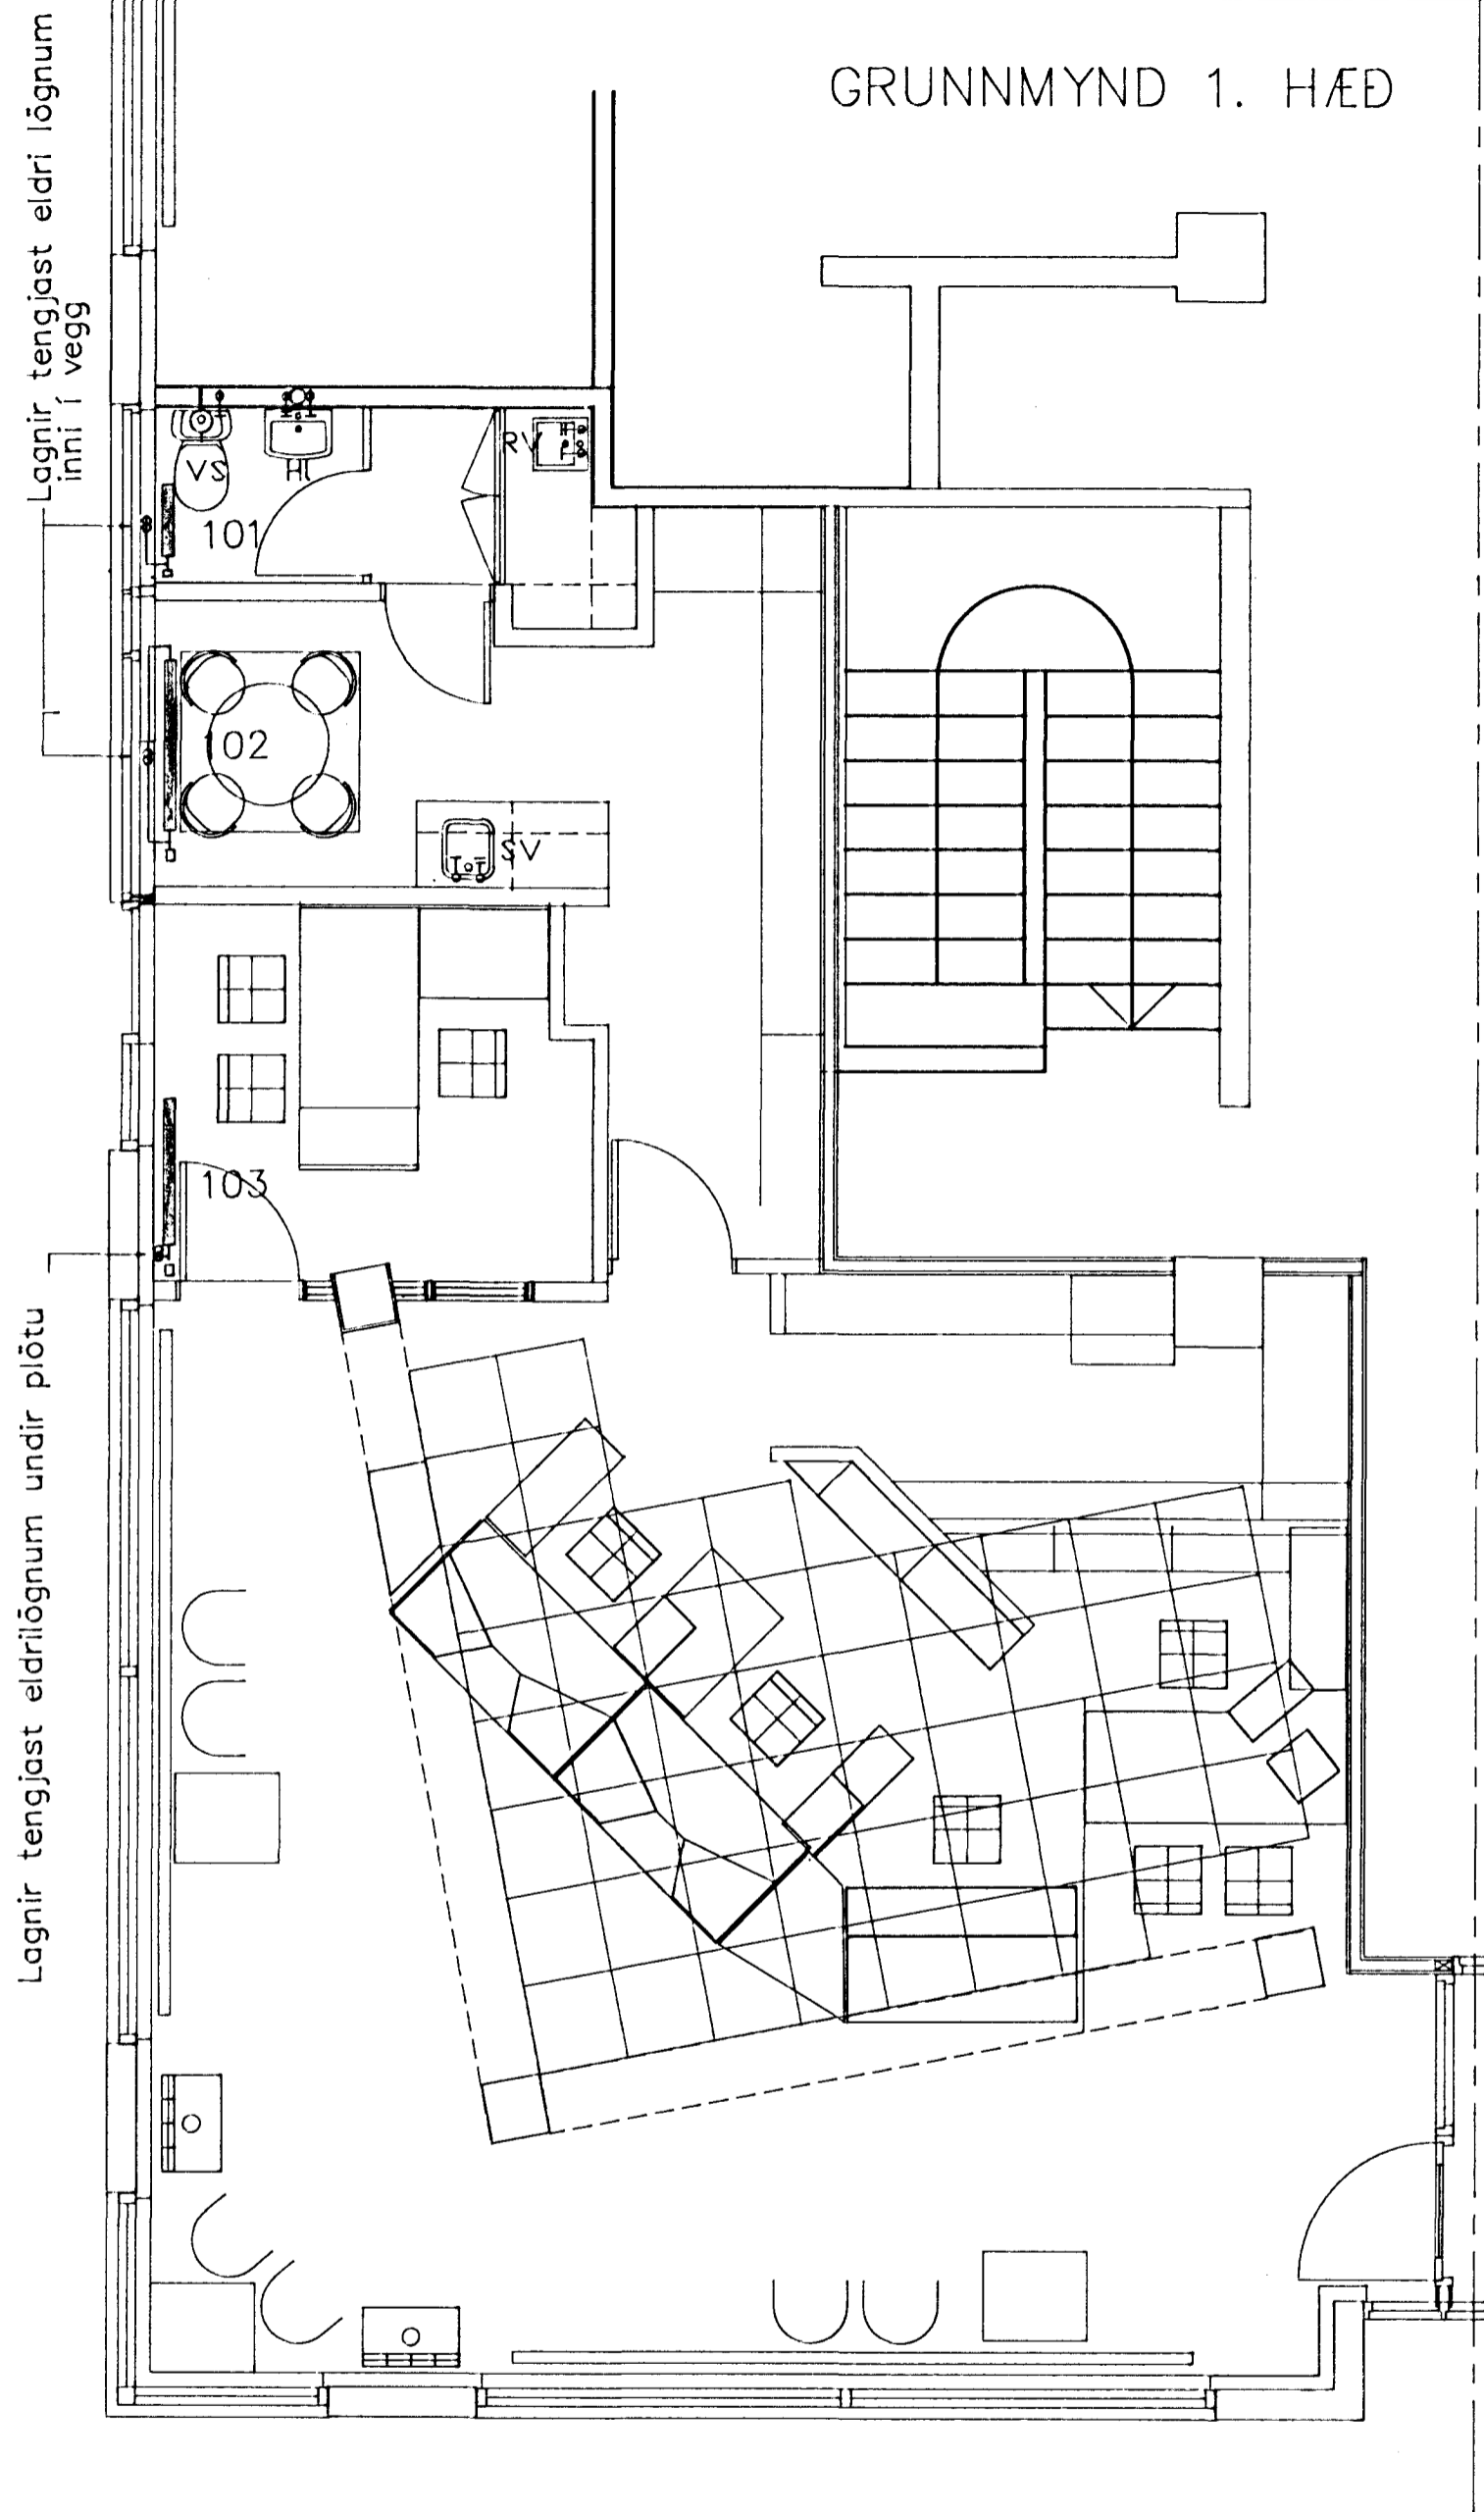 GRUNNMYND 1. HÆÐ
Lagnir tengjast eldri lögnum
inni í vegg
VS
HL
RV
101
102
SV
103
Lagnir tengjast eldrilögnum undir plötu